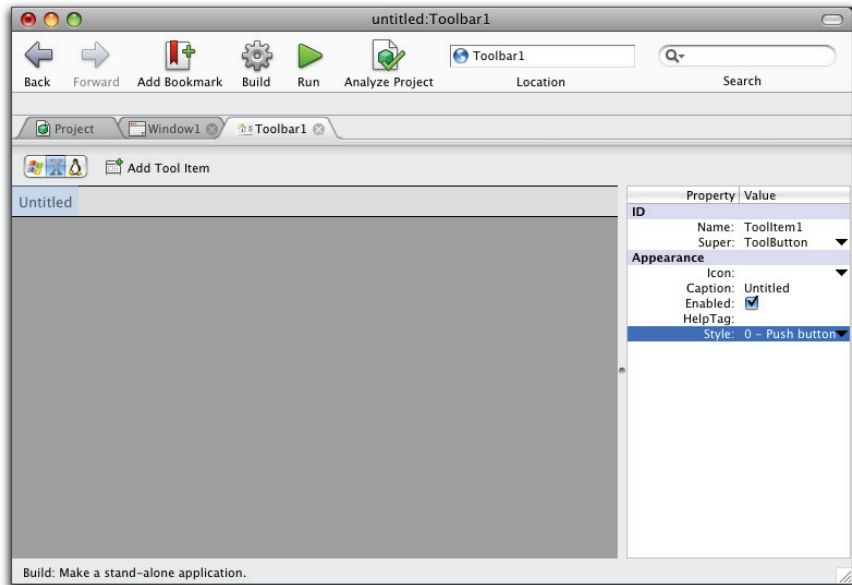 untitled:Toolbar1
Toolbar1
Back Forward Add Bookmark Build Run Analyze Project Location Search
Project Window1 Toolbar1
Add Tool Item
Untitled
Property Value
ID
Name: ToolItem1
Super: ToolButton
Appearance
Icon:
Caption: Untitled
Enabled:
HelpTag:
Style: 0 – Push button
Build: Make a stand-alone application.